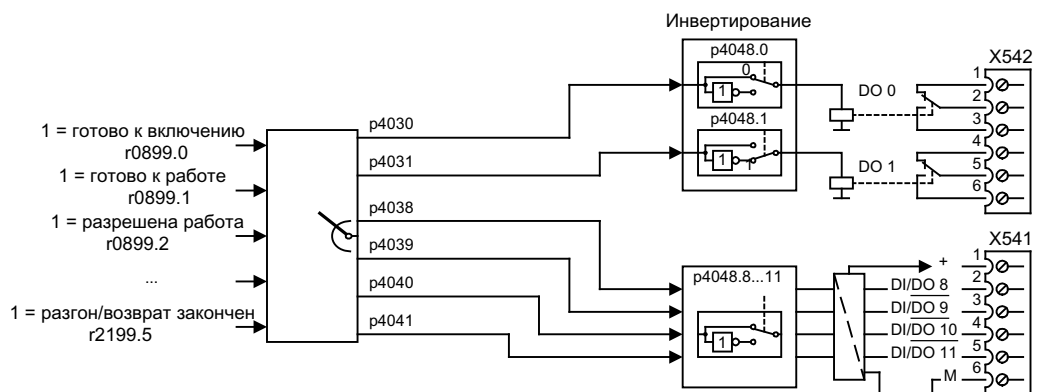 Инвертирование
p4048.0
0
1
p4048.1
1
1
DO 0
DO 1
X542
1
2
3
4
5
6
1 = готово к включению
r0899.0
1 = готово к работе
r0899.1
1 = разрешена работа
r0899.2
...
1 = разгон/возврат закончен
r2199.5
p4030
p4031
p4038
p4039
p4040
p4041
p4048.8...11
1
X541
+
DI/DO 8
DI/DO 9
DI/DO 10
DI/DO 11
M
1
2
3
4
5
6